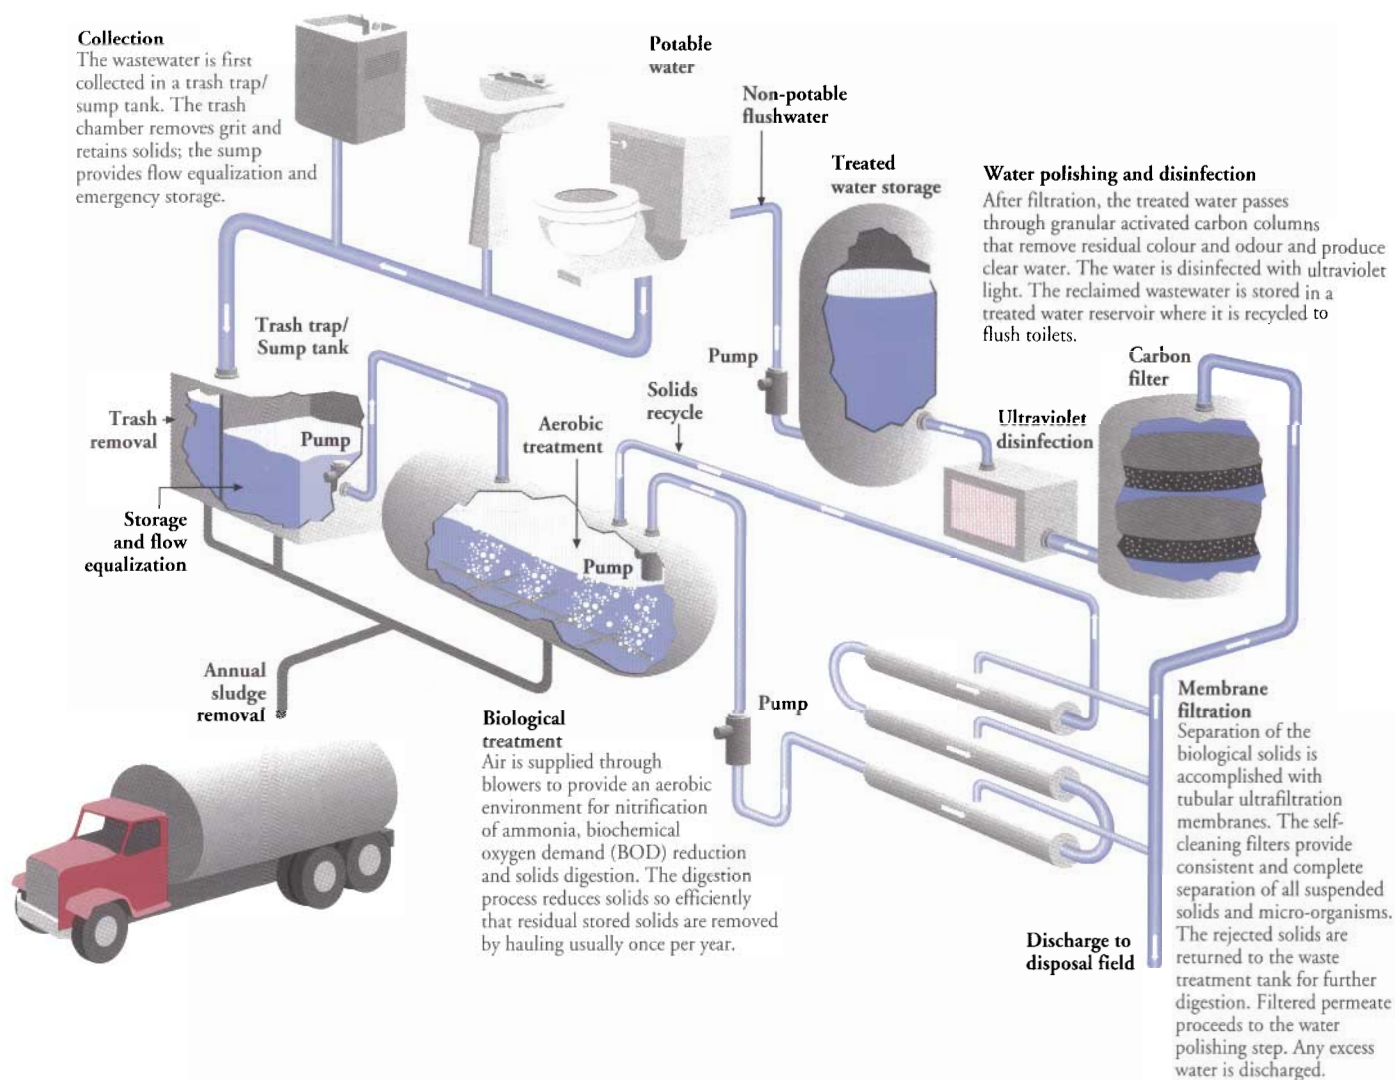 Collection
The wastewater is first
collected in a trash trap/
sump tank. The trash
chamber removes grit and
retains solids; the sump
provides flow equalization and
emergency storage.
Potable
water
Non-potable
flushwater
Treated
water storage
Water polishing and disinfection
After filtration, the treated water passes
through granular activated carbon columns
that remove residual colour and odour and produce
clear water. The water is disinfected with ultraviolet
light. The reclaimed wastewater is stored in a
treated water reservoir where it is recycled to
flush toilets.
Trash trap/
Sump tank
Pump
Carbon
filter
Solids
recycle
Trash
removal
Pump
Aerobic
treatment
Ultraviolet
disinfection
Storage
and flow
equalization
Pump
Annual
sludge
removal
Biological
treatment
Air is supplied through
blowers to provide an aerobic
environment for nitrification
of ammonia, biochemical
oxygen demand (BOD) reduction
and solids digestion. The digestion
process reduces solids so efficiently
that residual stored solids are removed
by hauling usually once per year.
Pump
Membrane
filtration
Separation of the
biological solids is
accomplished with
tubular ultrafiltration
membranes. The self-
cleaning filters provide
consistent and complete
separation of all suspended
solids and micro-organisms.
The rejected solids are
returned to the waste
treatment tank for further
digestion. Filtered permeate
proceeds to the water
polishing step. Any excess
water is discharged.
Discharge to
disposal field